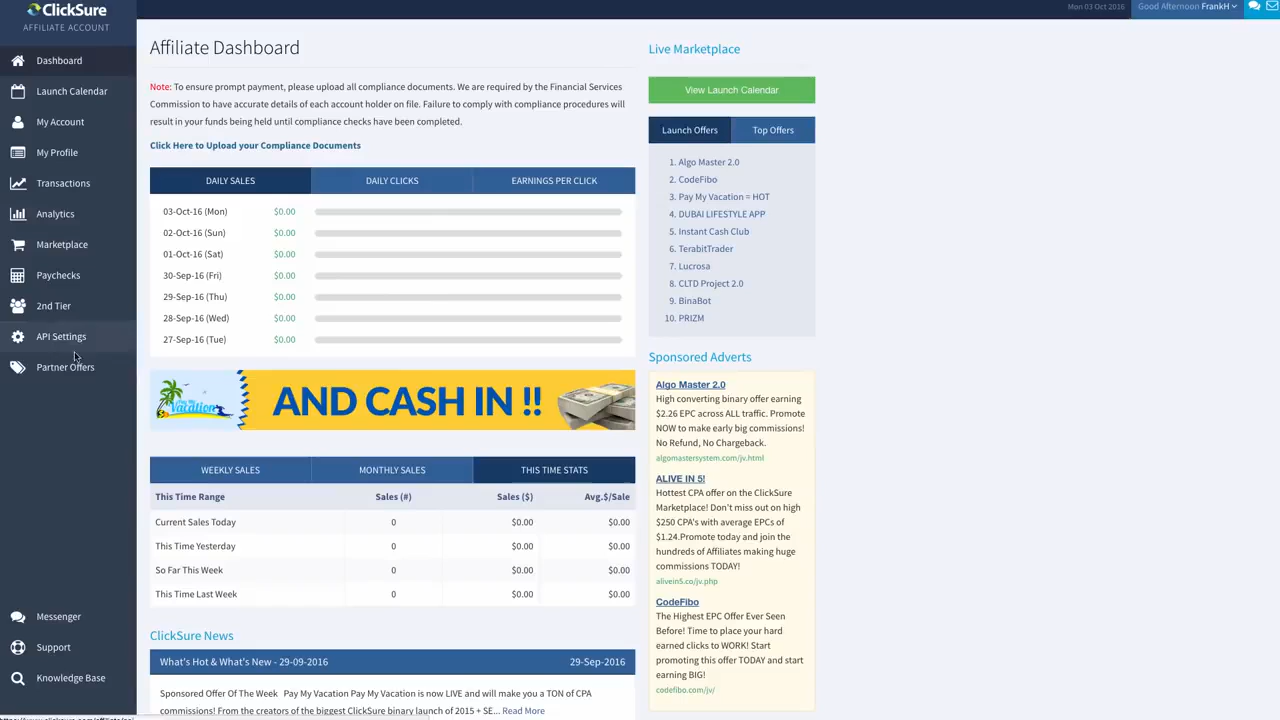 ClickSure
AFFILIATE ACCOUNT
Mon 03 Oct 2016
Good Afternoon FrankH
Dashboard
Launch Calendar
My Account
My Profile
Transactions
Analytics
Marketplace
Paychecks
2nd Tier
API Settings
Partner Offers
Messenger
Support
Knowledge Base
Affiliate Dashboard
Note: To ensure prompt payment, please upload all compliance documents. We are required by the Financial Services
Commission to have accurate details of each account holder on file. Failure to comply with compliance procedures will
result in your funds being held until compliance checks have been completed.
Click Here to Upload your Compliance Documents
DAILY SALES DAILY CLICKS EARNINGS PER CLICK
03-Oct-16 (Mon) $0.00
02-Oct-16 (Sun) $0.00
01-Oct-16 (Sat) $0.00
30-Sep-16 (Fri) $0.00
29-Sep-16 (Thu) $0.00
28-Sep-16 (Wed) $0.00
27-Sep-16 (Tue) $0.00
Vacation AND CASH IN !!
WEEKLY SALES MONTHLY SALES THIS TIME STATS
This Time Range Sales (#) Sales ($) Avg.$/Sale
Current Sales Today 0 $0.00 $0.00
This Time Yesterday 0 $0.00 $0.00
So Far This Week 0 $0.00 $0.00
This Time Last Week 0 $0.00 $0.00
ClickSure News
What's Hot & What's New - 29-09-2016 29-Sep-2016
Sponsored Offer Of The Week Pay My Vacation Pay My Vacation is now LIVE and will make you a TON of CPA
commissions! From the creators of the biggest ClickSure binary launch of 2015 + SE... Read More
Live Marketplace
View Launch Calendar
Launch Offers Top Offers
1. Algo Master 2.0
2. CodeFibo
3. Pay My Vacation = HOT
4. DUBAI LIFESTYLE APP
5. Instant Cash Club
6. TerabitTrader
7. Lucrosa
8. CLTD Project 2.0
9. BinaBot
10. PRIZM
Sponsored Adverts
Algo Master 2.0
High converting binary offer earning
$2.26 EPC across ALL traffic. Promote
NOW to make early big commissions!
No Refund, No Chargeback.
algomastersystem.com/jv.html
ALIVE IN 5!
Hottest CPA offer on the ClickSure
Marketplace! Don't miss out on high
$250 CPA's with average EPCs of
$1.24.Promote today and join the
hundreds of Affiliates making huge
commissions TODAY!
alivein5.co/jv.php
CodeFibo
The Highest EPC Offer Ever Seen
Before! Time to place your hard
earned clicks to WORK! Start
promoting this offer TODAY and start
earning BIG!
codefibo.com/jv/